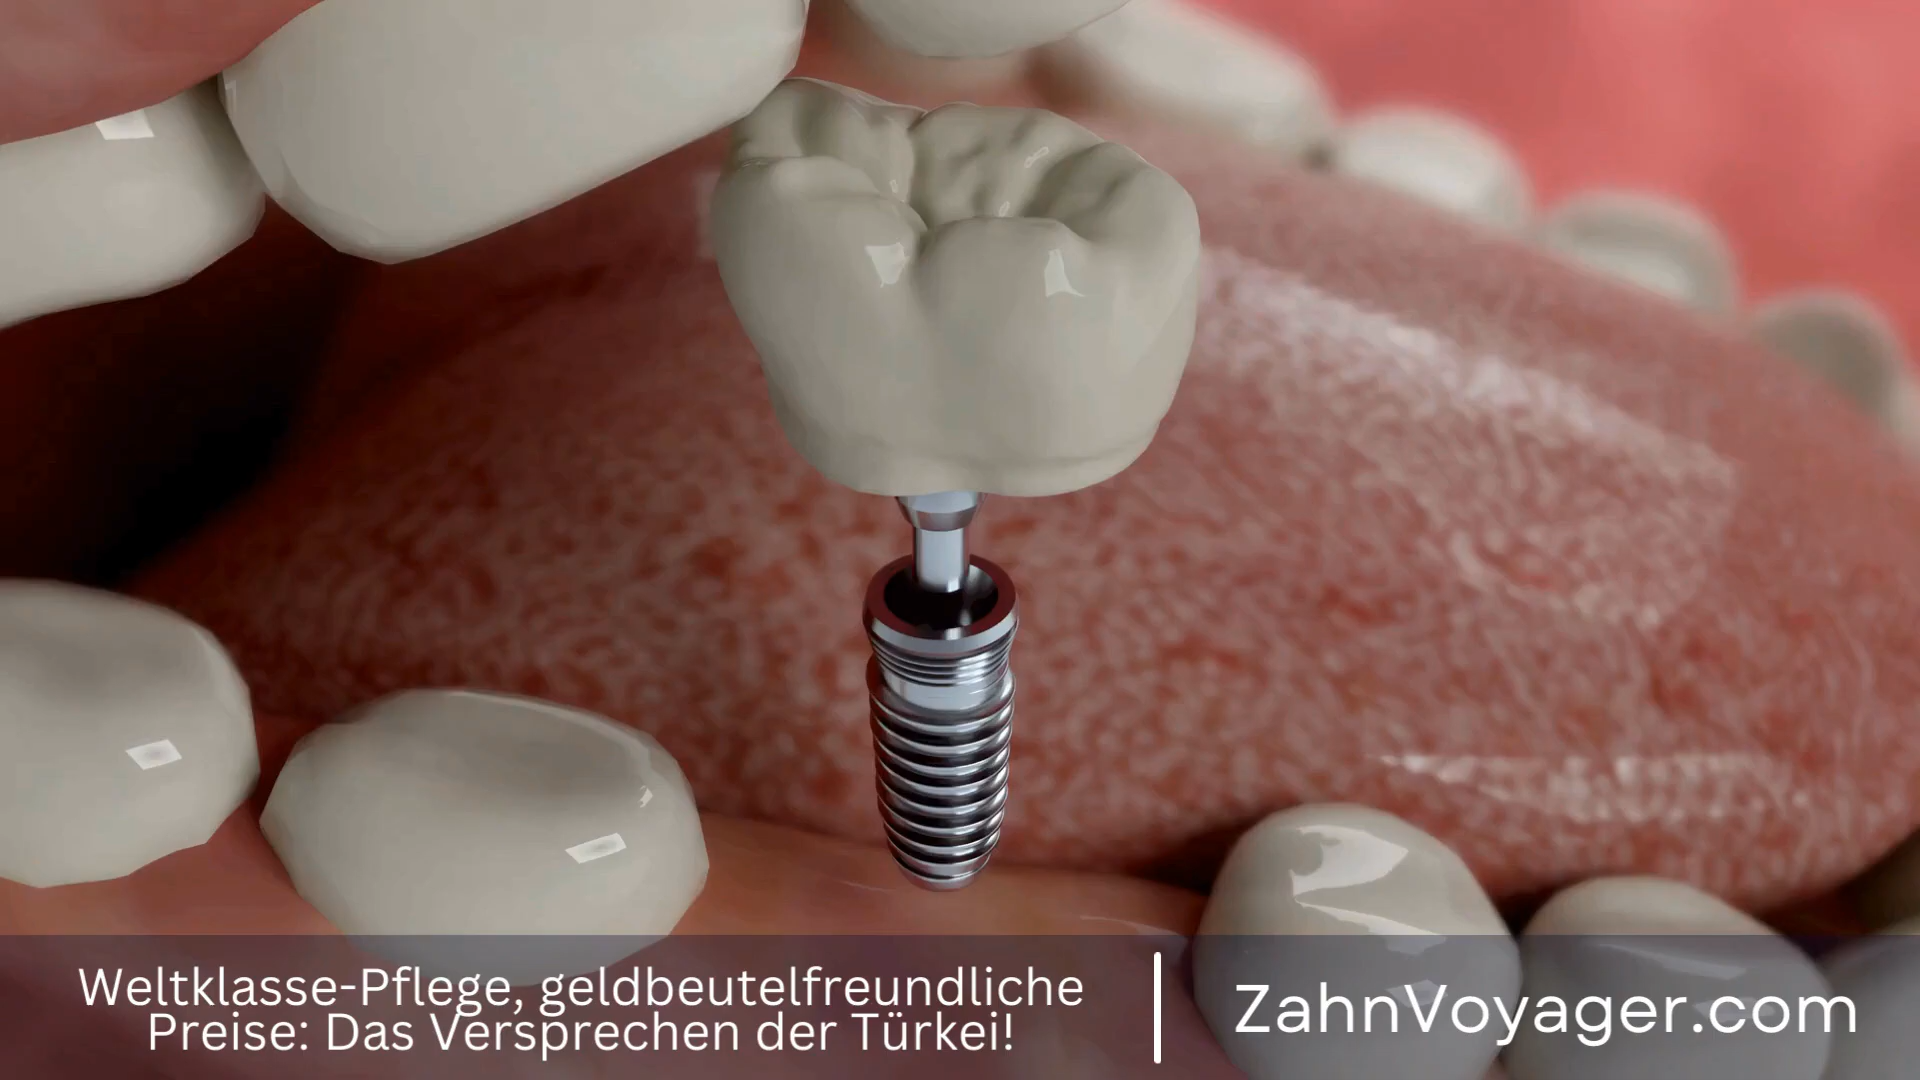 Weltklasse-Pflege, geldbeutelfreundliche
Preise: Das Versprechen der Türkei!
ZahnVoyager.com